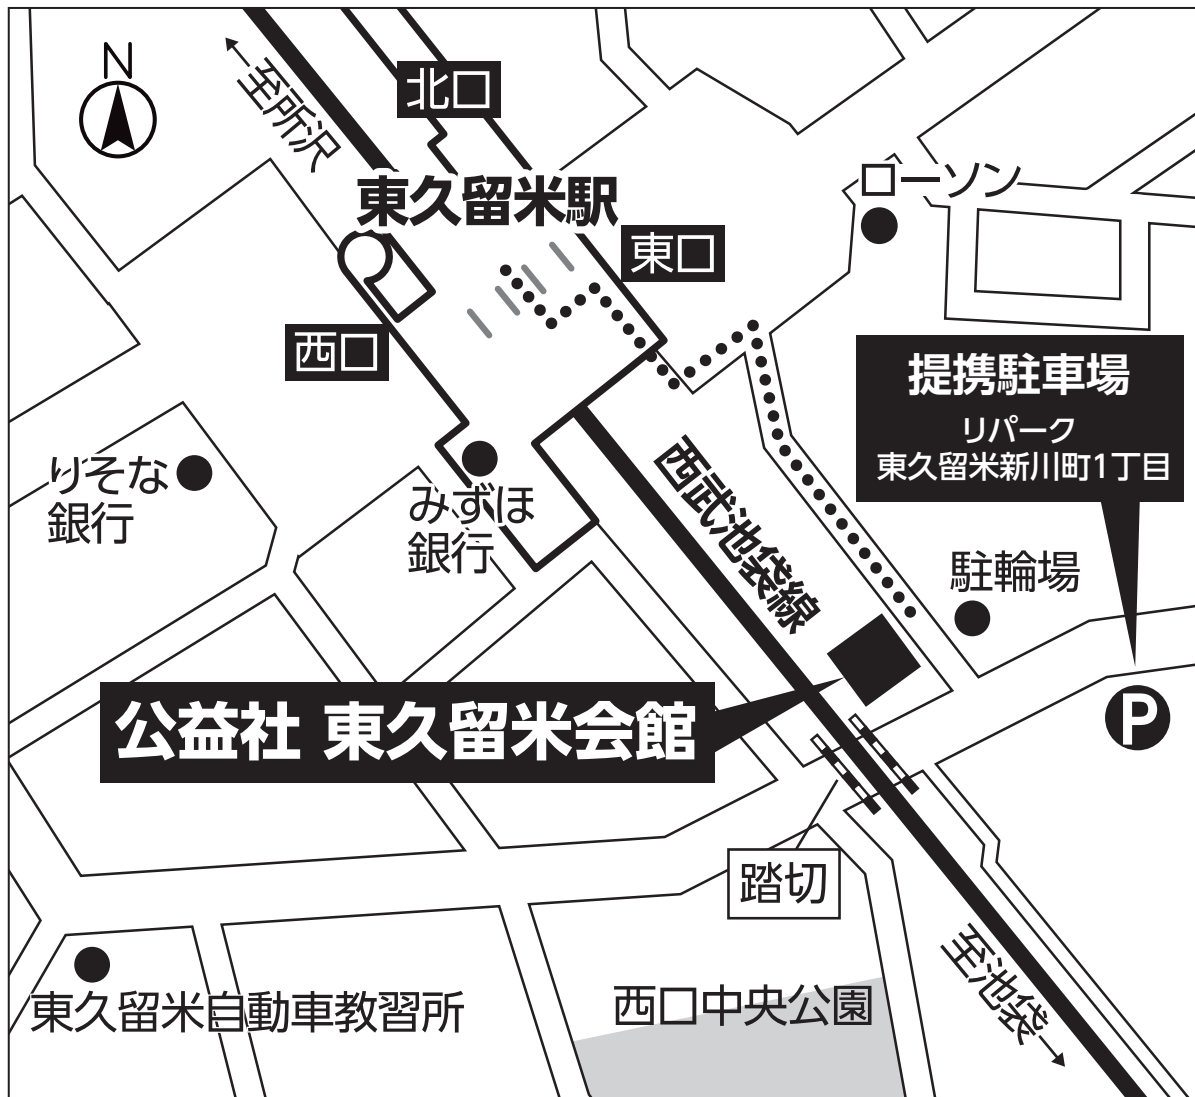 N
至所沢
北口
東久留米駅
東口
ローソン
西口
提携駐車場
リパーク
東久留米新川町1丁目
りそな
銀行
みずほ
銀行
西武池袋線
駐輪場
公益社 東久留米会館
P
踏切
至池袋
東久留米自動車教習所
西口中央公園